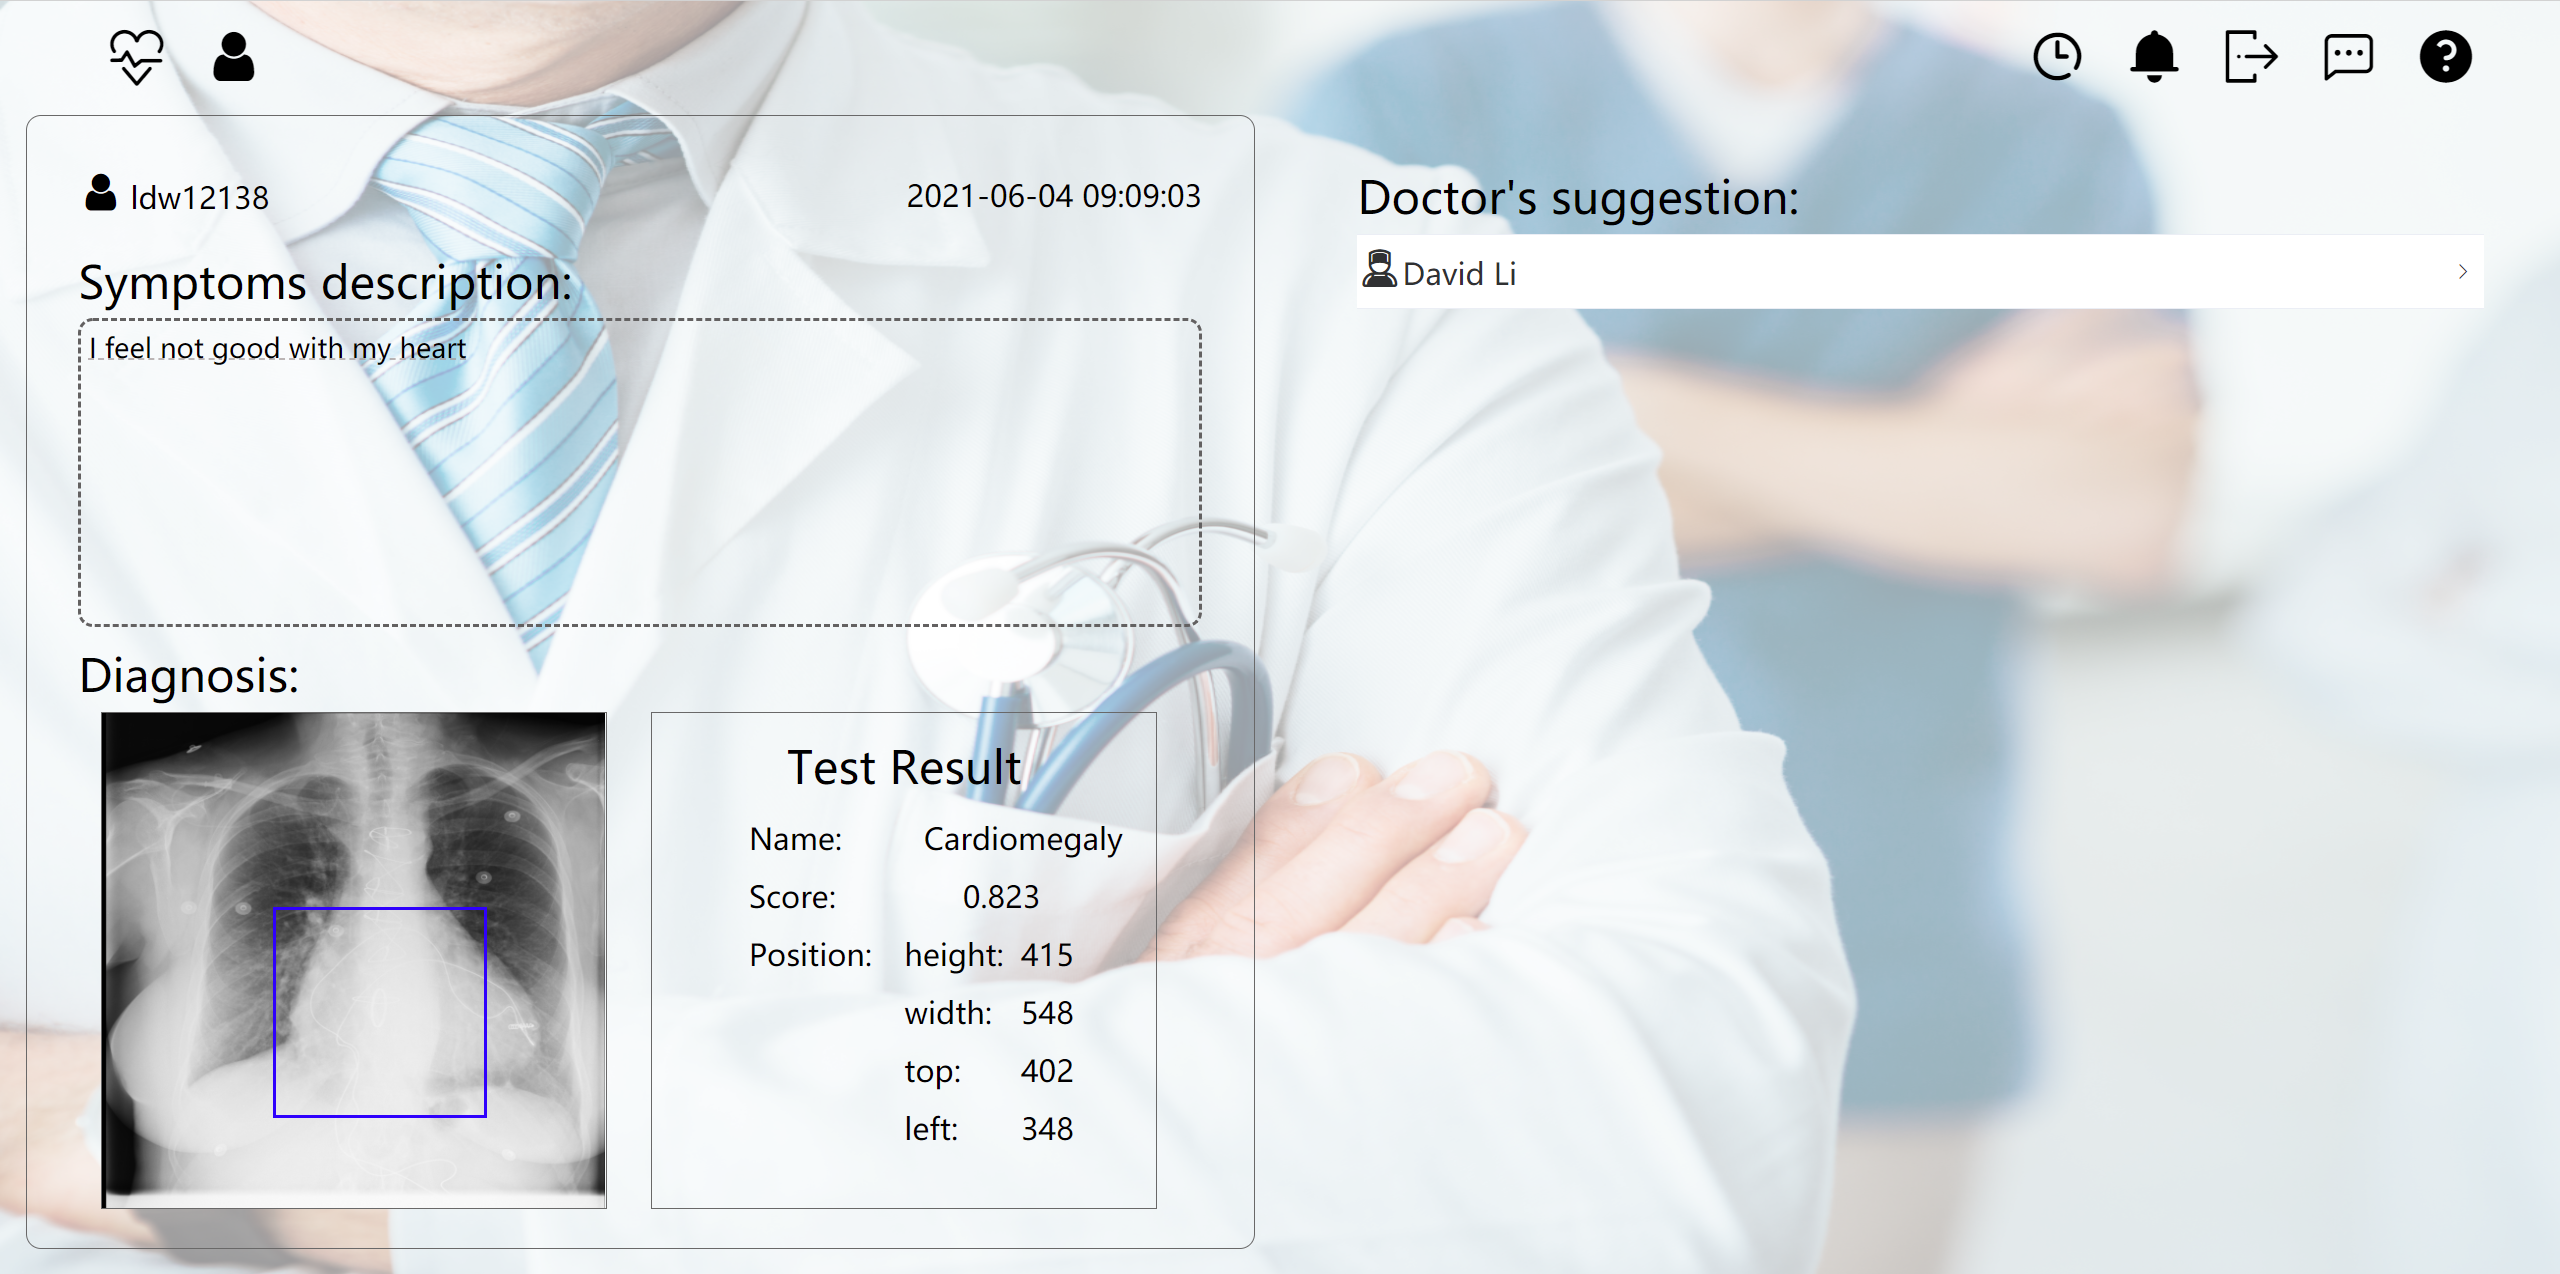 ldw12138
2021-06-04 09:09:03
Symptoms description:
I feel not good with my heart
Diagnosis:
Test Result
Name: Cardiomegaly
Score: 0.823
Position: height: 415
width: 548
top: 402
left: 348
Doctor's suggestion:
David Li